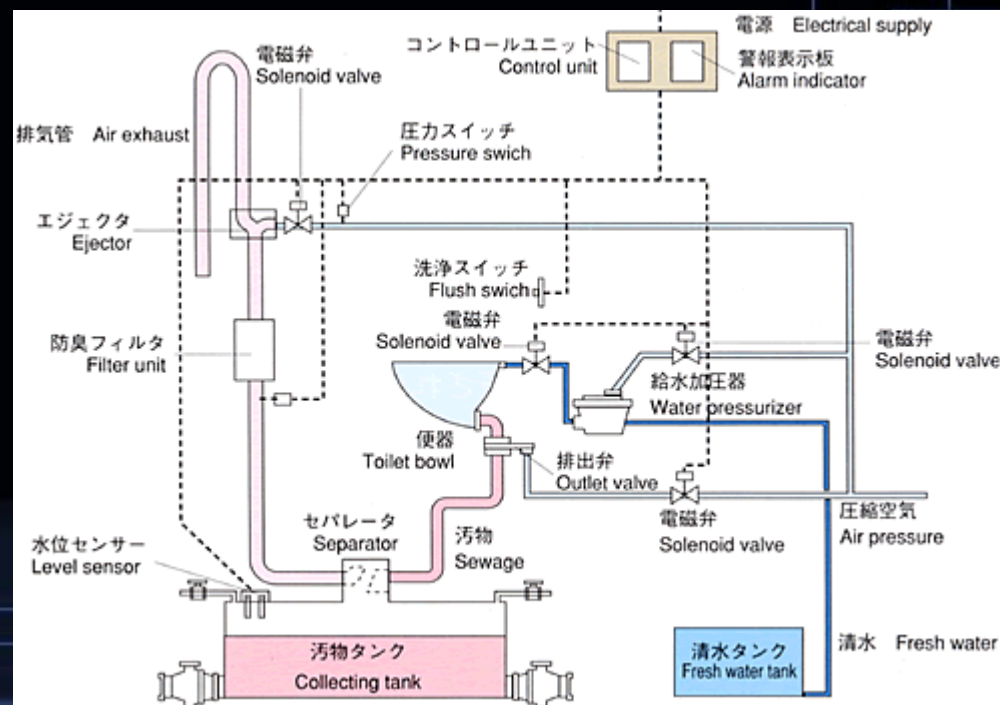 電源 Electrical supply
コントロールユニット
Control unit
警報表示板
Alarm indicator
電磁弁
Solenoid valve
排気管 Air exhaust
圧力スイッチ
Pressure swich
エジェクタ
Ejector
洗浄スイッチ
Flush swich
電磁弁
Solenoid valve
電磁弁
Solenoid valve
防臭フィルタ
Filter unit
給水加圧器
Water pressurizer
便器
Toilet bowl
排出弁
Outlet valve
セパレータ
Separator
汚物
Sewage
電磁弁
Solenoid valve
圧縮空気
Air pressure
水位センサー
Level sensor
汚物タンク
Collecting tank
清水タンク
Fresh water tank
清水 Fresh water